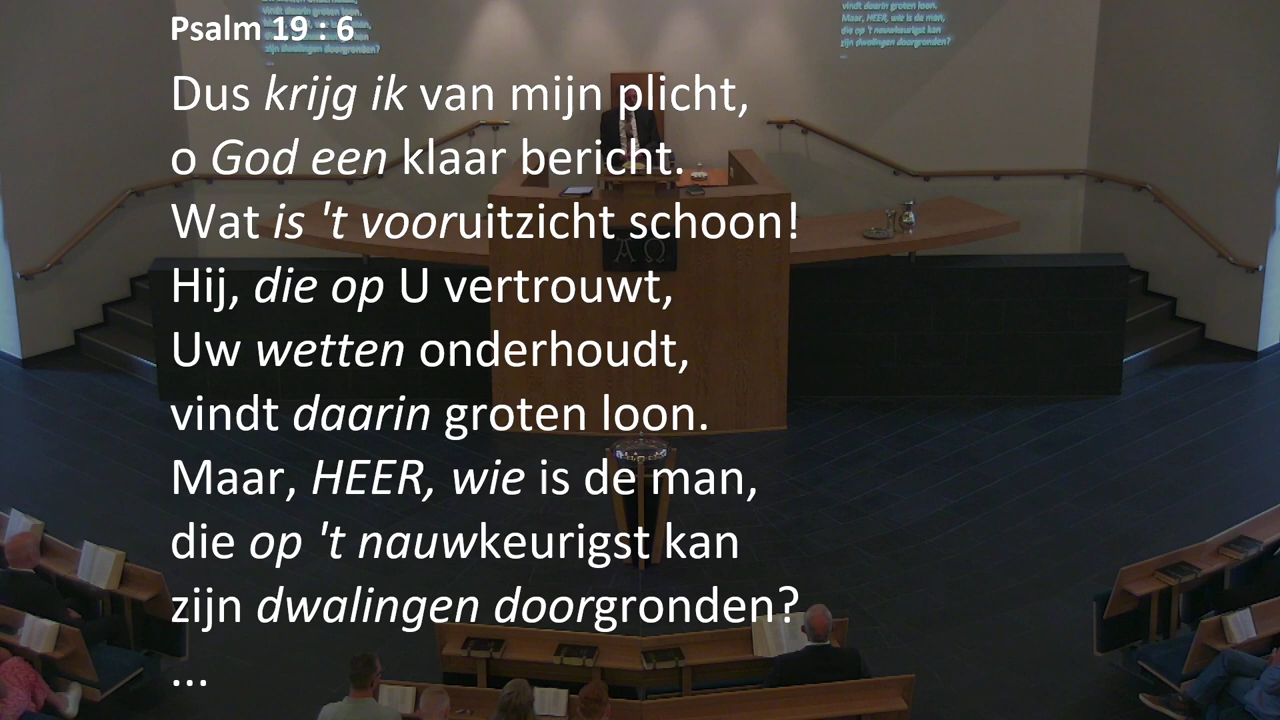 Psalm 19 : 6
Dus krijg ik van mijn plicht,
o God een klaar bericht.
Wat is 't vooruitzicht schoon!
Hij, die op U vertrouwt,
Uw wetten onderhoudt,
vindt daarin groten loon.
Maar, HEER, wie is de man,
die op 't nauwkeurigst kan
zijn dwalingen doorgronden?
...
vindt daarin groten loon.
Maar, HEER, wie is de man,
die op 't nauwkeurigst kan
zijn dwalingen doorgronden?
...
ΑΩ